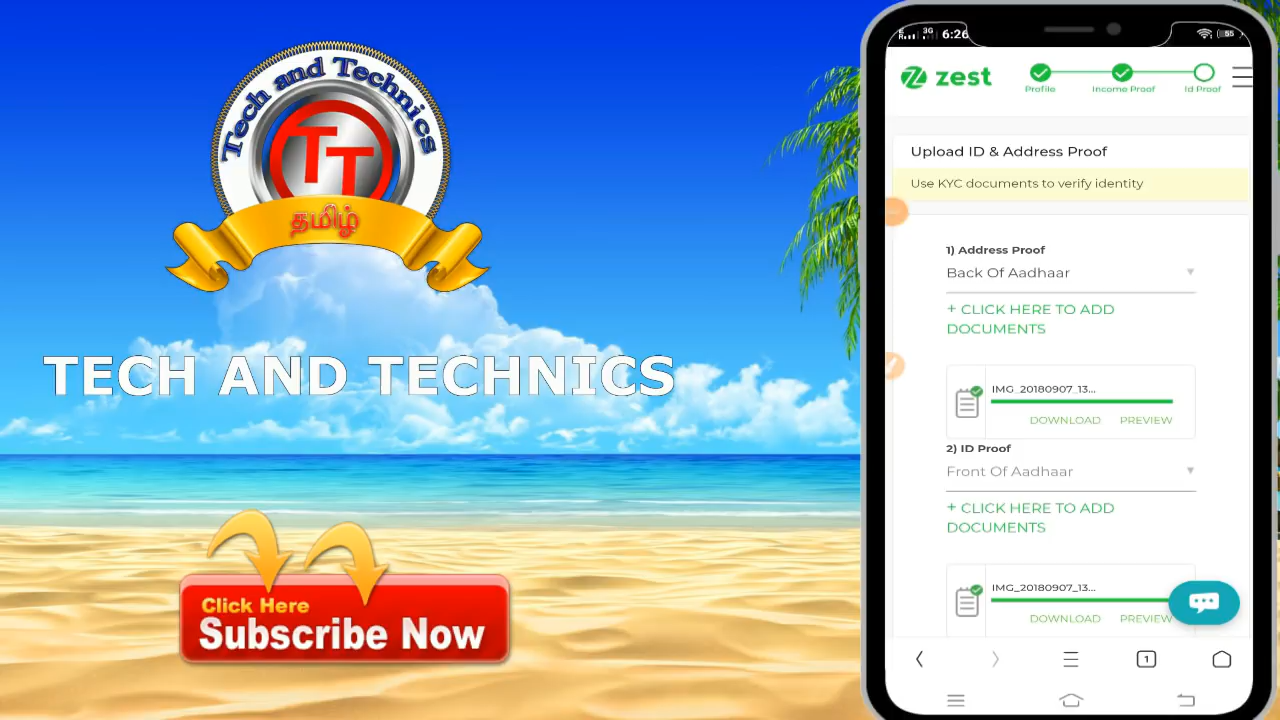 Tech and Technics
TT
தமிழ்
TECH AND TECHNICS
Click Here
Subscribe Now
3G 6:26
55
zest
Profile
Income Proof
Id Proof
Upload ID & Address Proof
Use KYC documents to verify identity
1) Address Proof
Back Of Aadhaar
+ CLICK HERE TO ADD
DOCUMENTS
IMG_20180907_13...
DOWNLOAD PREVIEW
2) ID Proof
Front Of Aadhaar
+ CLICK HERE TO ADD
DOCUMENTS
IMG_20180907_13...
DOWNLOAD PREVIEW
1